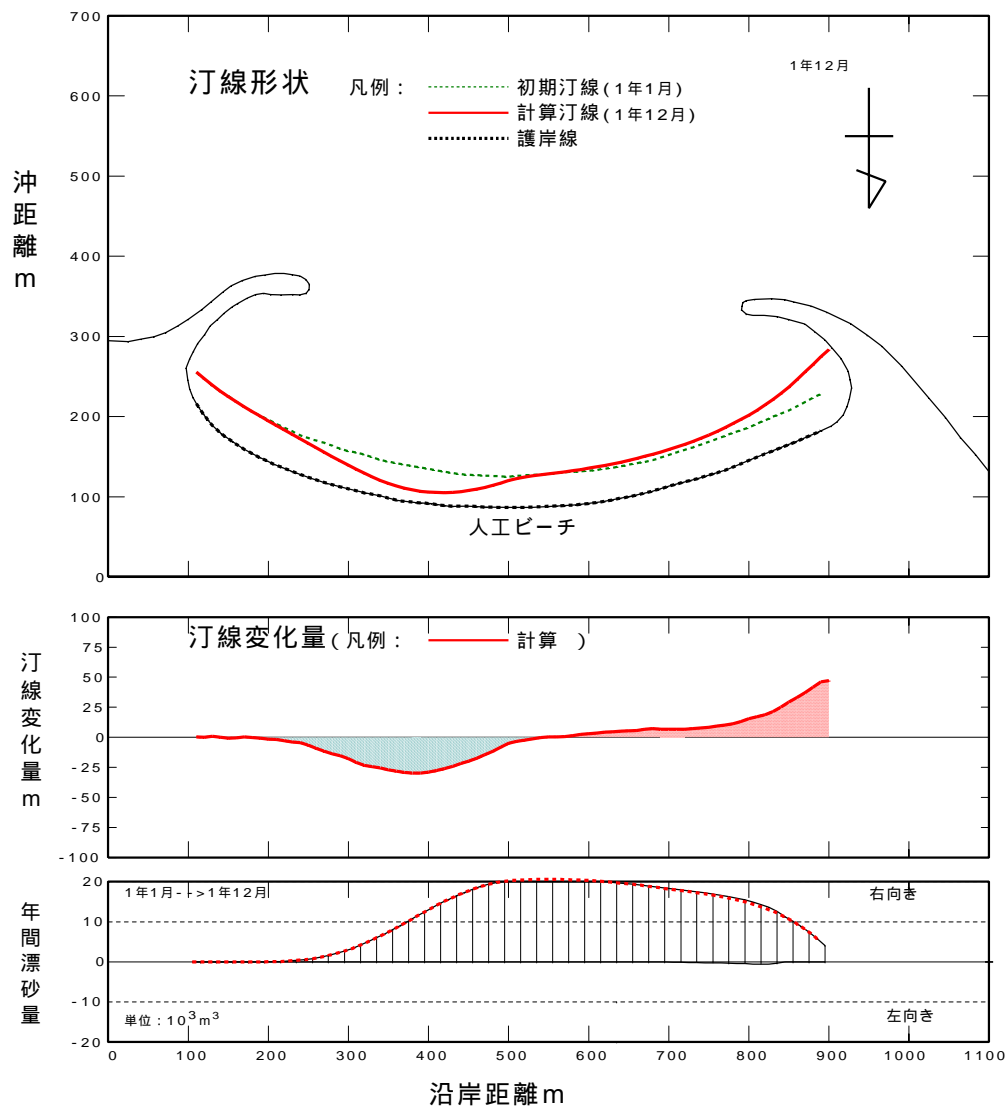 700
600
500
400
300
200
100
0
沖距離m
汀線形状 凡例： 初期汀線(1年1月)
計算汀線(1年12月)
護岸線
1年12月
人工ビーチ
100
75
50
25
0
-25
-50
-75
-100
汀線変化量m
汀線変化量(凡例： 計算 )
20
10
0
-10
-20
年間漂砂量
1年1月-->1年12月
右向き
単位：10³m³
左向き
0 100 200 300 400 500 600 700 800 900 1000 1100
沿岸距離m